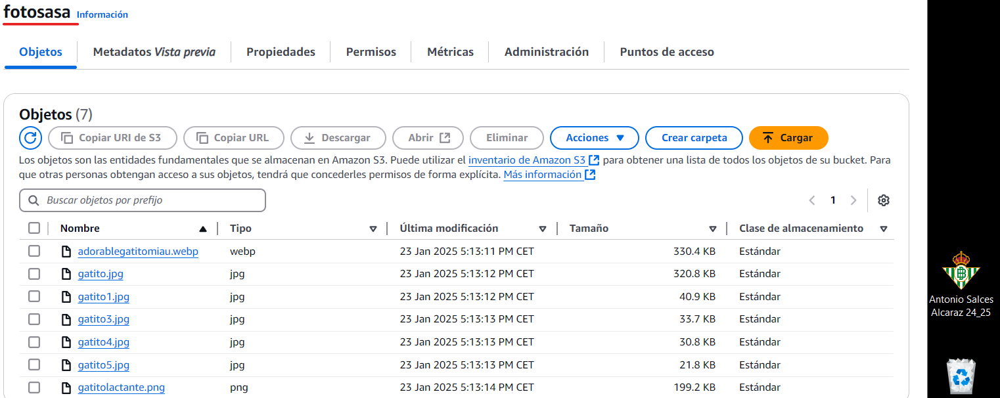 fotosasa Información
Objetos Metadatos Vista previa Propiedades Permisos Métricas Administración Puntos de acceso
Objetos (7)
Copiar URI de S3 Copiar URL Descargar Abrir Eliminar Acciones Crear carpeta Cargar
Los objetos son las entidades fundamentales que se almacenan en Amazon S3. Puede utilizar el inventario de Amazon S3 para obtener una lista de todos los objetos de su bucket. Para
que otras personas obtengan acceso a sus objetos, tendrá que concederles permisos de forma explícita. Más información
Buscar objetos por prefijo 1
Nombre Tipo Última modificación Tamaño Clase de almacenamiento
adorablegatitomiau.webp webp 23 Jan 2025 5:13:11 PM CET 330.4 KB Estándar
gatito.jpg jpg 23 Jan 2025 5:13:12 PM CET 320.8 KB Estándar
gatito1.jpg jpg 23 Jan 2025 5:13:12 PM CET 40.9 KB Estándar
gatito3.jpg jpg 23 Jan 2025 5:13:13 PM CET 33.7 KB Estándar
gatito4.jpg jpg 23 Jan 2025 5:13:13 PM CET 30.8 KB Estándar
gatito5.jpg jpg 23 Jan 2025 5:13:13 PM CET 21.8 KB Estándar
gatitolactante.png png 23 Jan 2025 5:13:14 PM CET 199.2 KB Estándar
Antonio Salces
Alcaraz 24_25